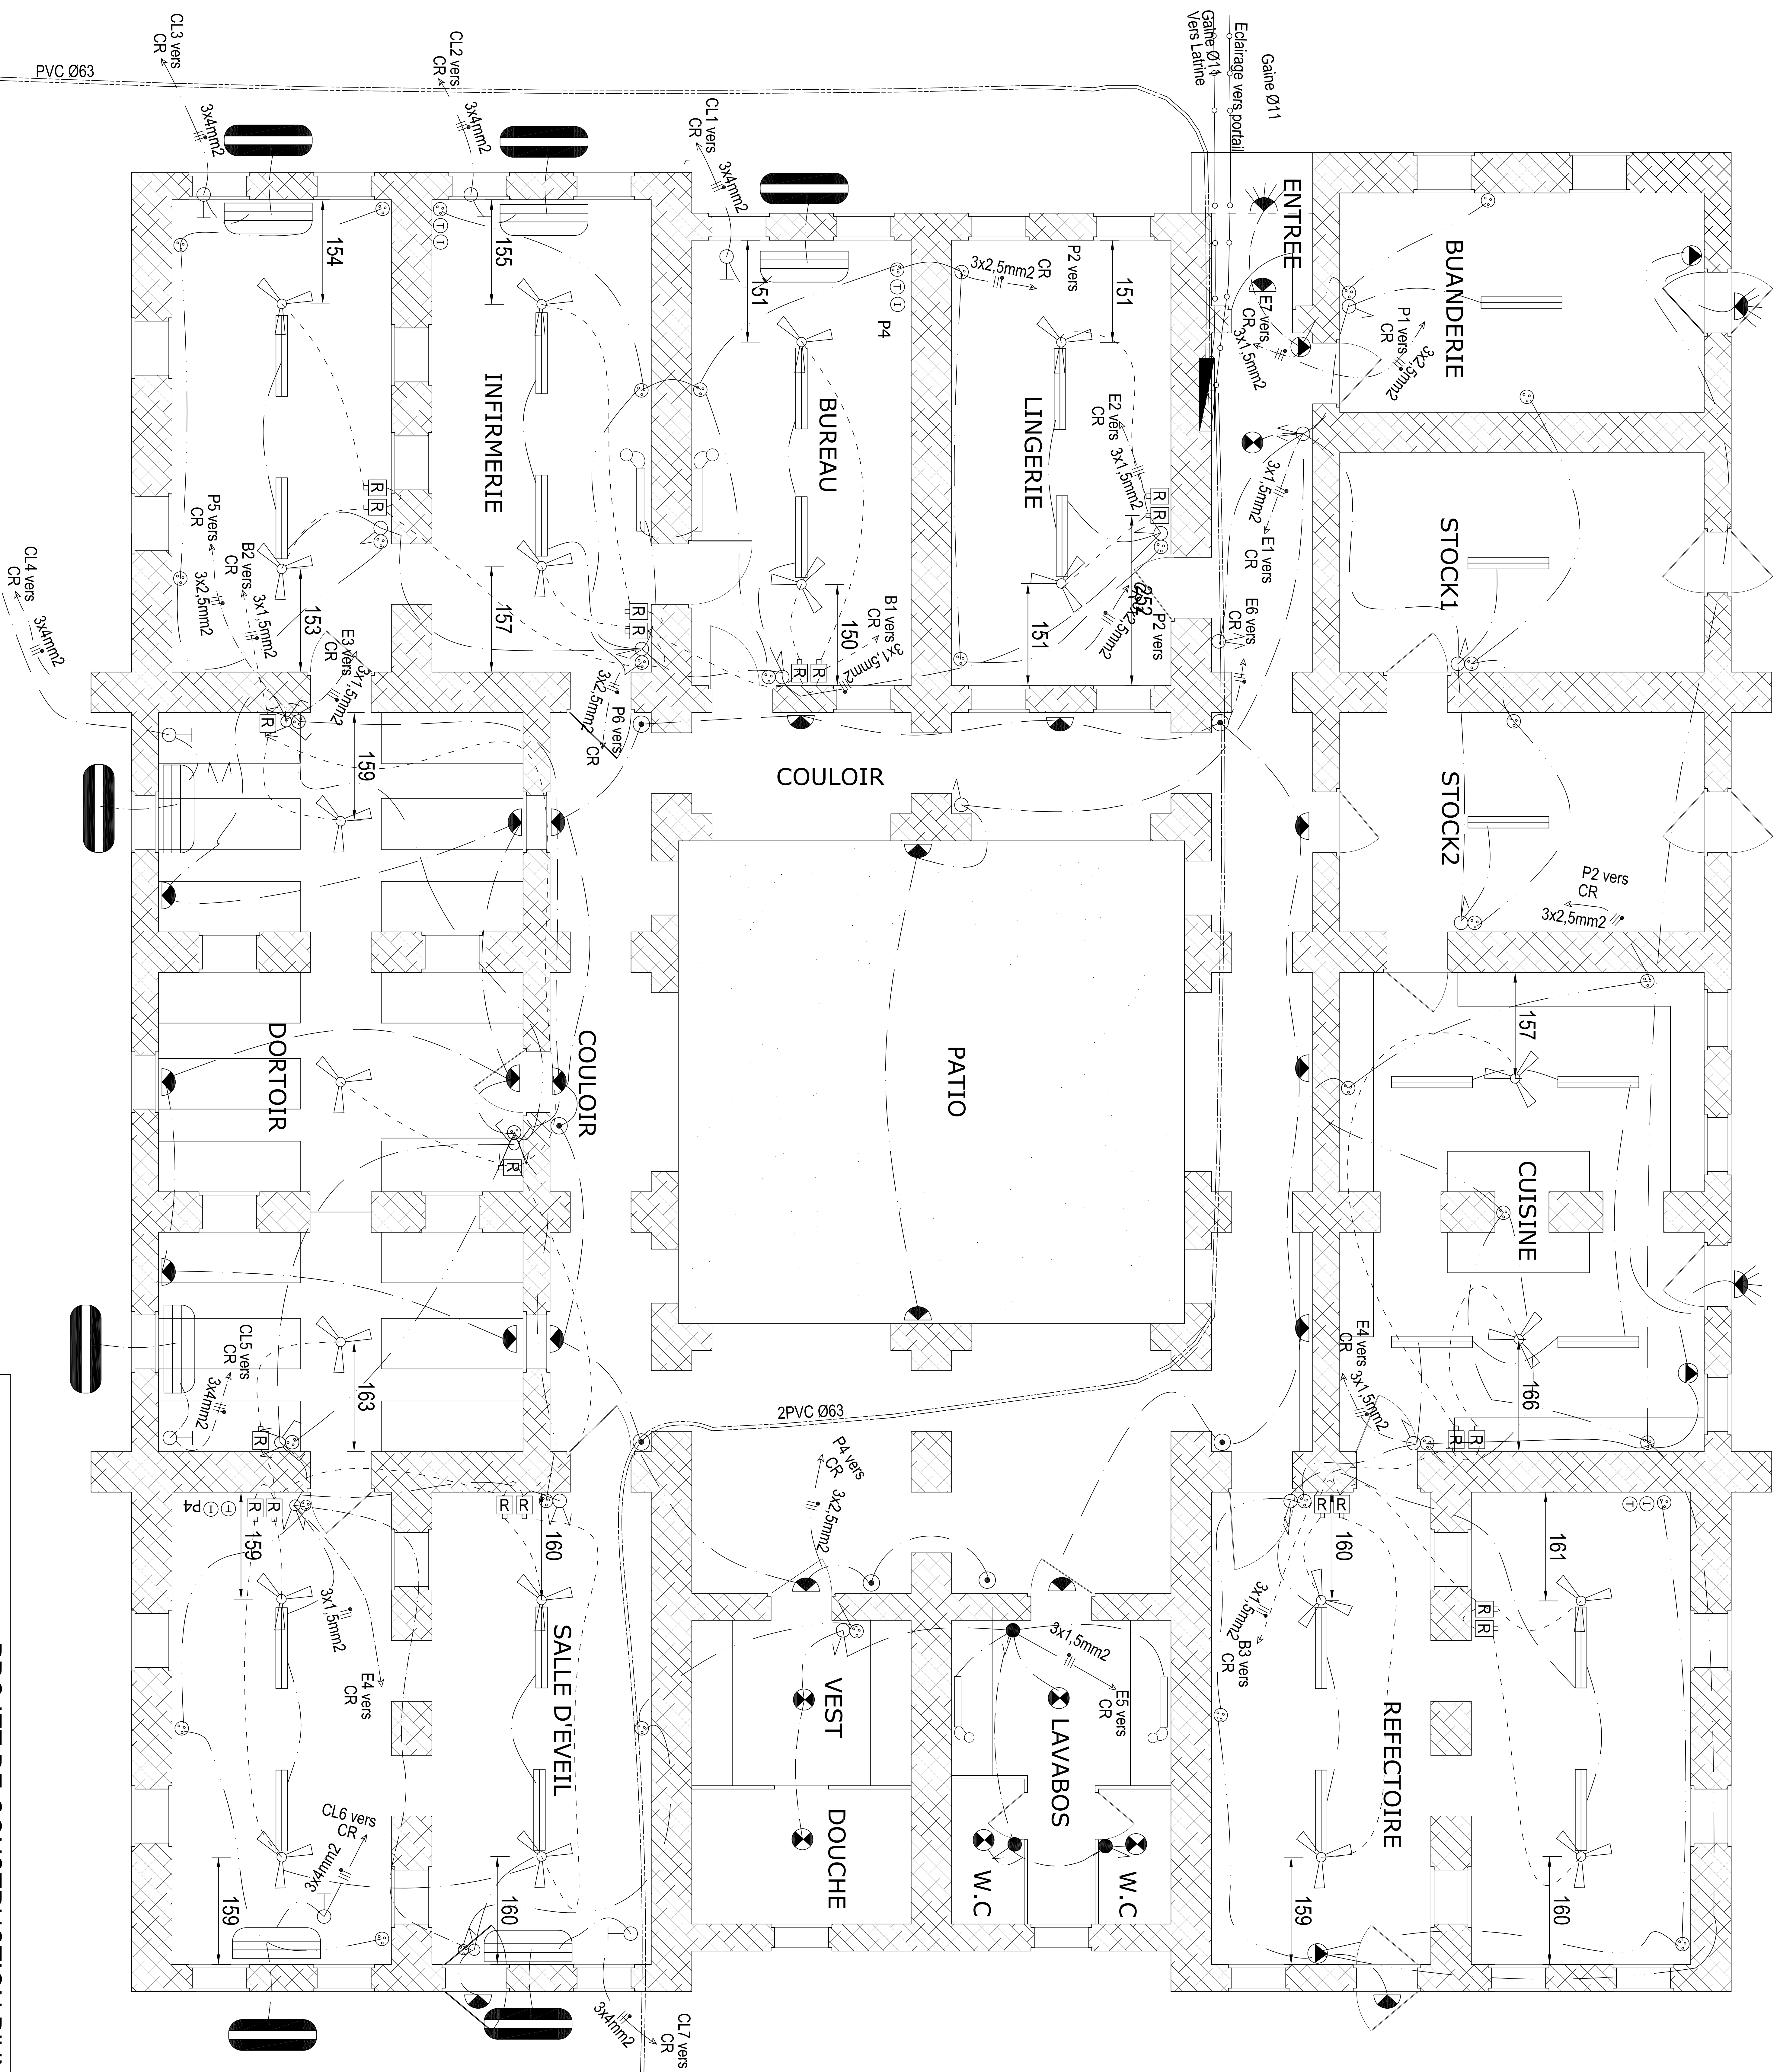 Gaine Ø11
Eclairage vers portail
Gaine Ø11
Vers Latrine
PVC Ø63
CL3 vers
CR
3x4mm2
CL2 vers
CR
3x4mm2
CL1 vers
CR
3x4mm2
ENTREE
E7 vers
CR
3x1,5mm2
BUANDERIE
P1 vers
CR
3x2,5mm2
154
155
151
151
P2 vers
CR
3x2,5mm2
T
I
T
I
P4
INFIRMERIE
BUREAU
LINGERIE
E2 vers
CR
3x1,5mm2
R
R
R
R
R
R
R
R
3x1,5mm2
E1 vers
CR
STOCK1
P5 vers
CR
3x2,5mm2
B2 vers
CR
3x1,5mm2
153
157
150
151
252
B1 vers
CR
3x1,5mm2
P2 vers
CR
3x2,5mm2
E6 vers
CR
CL4 vers
CR
3x4mm2
E3 vers
CR
3x1,5mm2
P6 vers
CR
3x2,5mm2
R
159
COULOIR
STOCK2
P2 vers
CR
3x2,5mm2
157
DORTOIR
COULOIR
PATIO
CUISINE
R
E4 vers
CR
3x1,5mm2
166
CL5 vers
CR
3x4mm2
163
R
2PVC Ø63
R
R
P4 vers
CR
3x2,5mm2
P4
I
T
R
R
R
R
159
160
R
R
160
161
T
I
3x1,5mm2
E4 vers
CR
SALLE D'EVEIL
VEST
3x1,5mm2
E5 vers
CR
LAVABOS
3x1,5mm2
B3 vers
CR
R
R
REFECTOIRE
CL6 vers
CR
3x4mm2
DOUCHE
W.C
W.C
159
160
159
160
CL7 vers
CR
3x4mm2